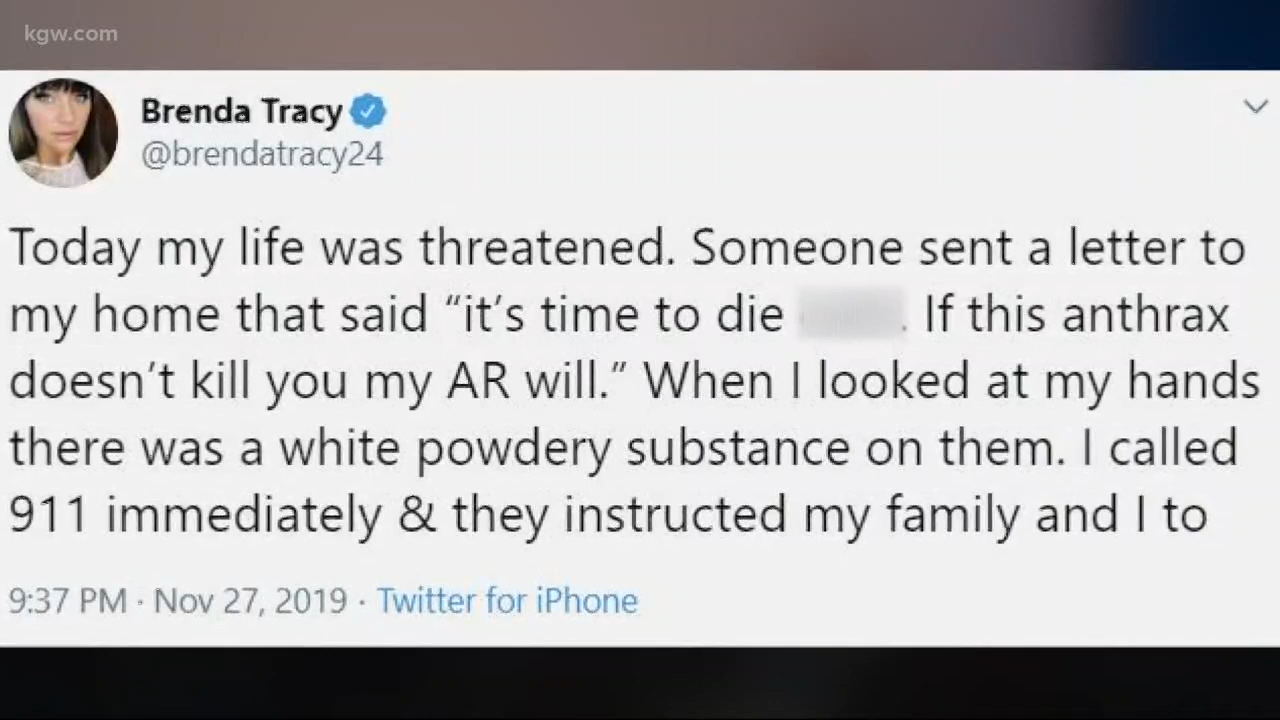 kgw.com
Brenda Tracy
@brendatracy24
Today my life was threatened. Someone sent a letter to
my home that said “it’s time to die . If this anthrax
doesn’t kill you my AR will.” When I looked at my hands
there was a white powdery substance on them. I called
911 immediately & they instructed my family and I to
9:37 PM · Nov 27, 2019 · Twitter for iPhone